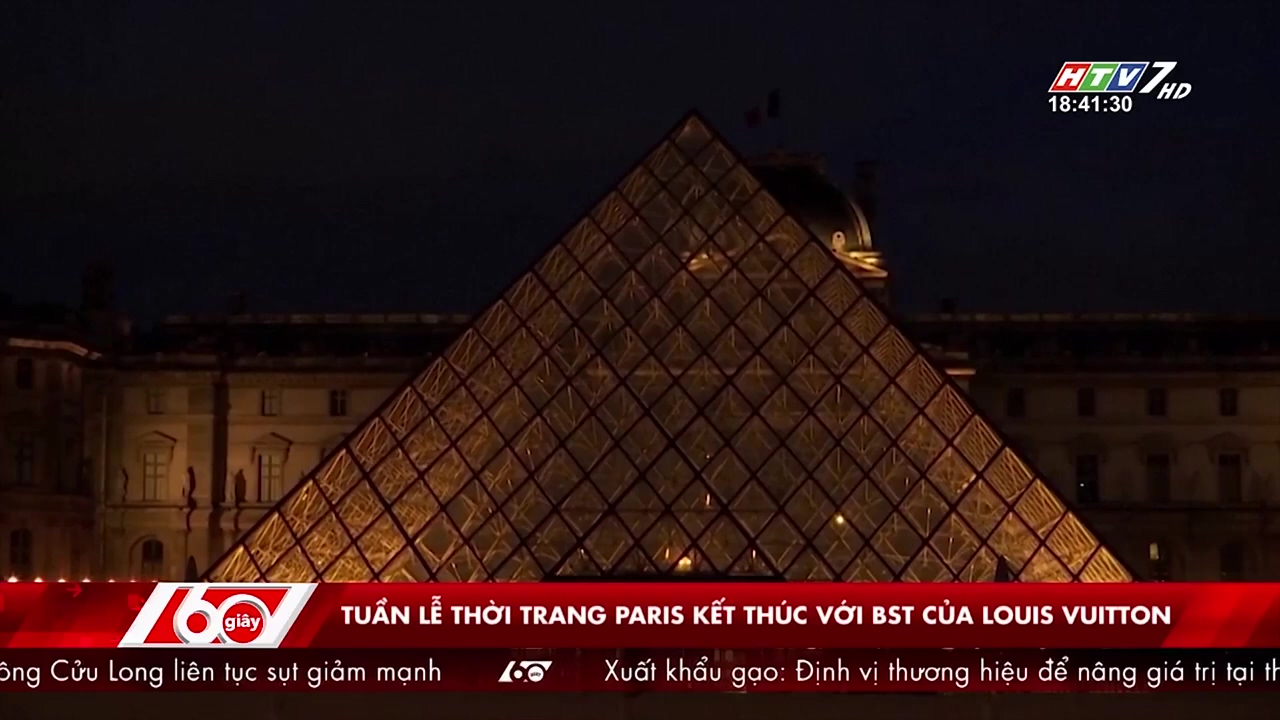 HTV7 HD
18:41:30
60 giây
TUẦN LỄ THỜI TRANG PARIS KẾT THÚC VỚI BST CỦA LOUIS VUITTON
ông Cửu Long liên tục sụt giảm mạnh 60 giây Xuất khẩu gạo: Định vị thương hiệu để nâng giá trị tại